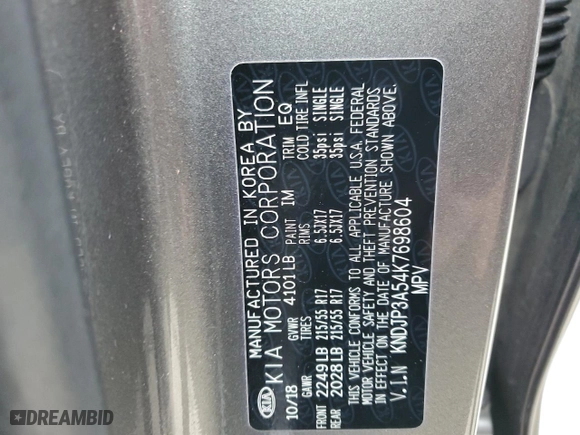 MANUFACTURED IN KOREA BY
KIA KIA MOTORS CORPORATION
10/18 GVWR 4101LB PAINT IM TRIM EQ
GAWR TIRES RIMS COLD TIRE INFL
FRONT 2249LB 215/55 R17 6.5JX17 35psi SINGLE
REAR 2028LB 215/55 R17 6.5JX17 35psi SINGLE
THIS VEHICLE CONFORMS TO ALL APPLICABLE U.S.A. FEDERAL
MOTOR VEHICLE SAFETY AND THEFT PREVENTION STANDARDS
IN EFFECT ON THE DATE OF MANUFACTURE SHOWN ABOVE.
V.I.N KNDJP3A54K7698604
MPV
DREAMBID